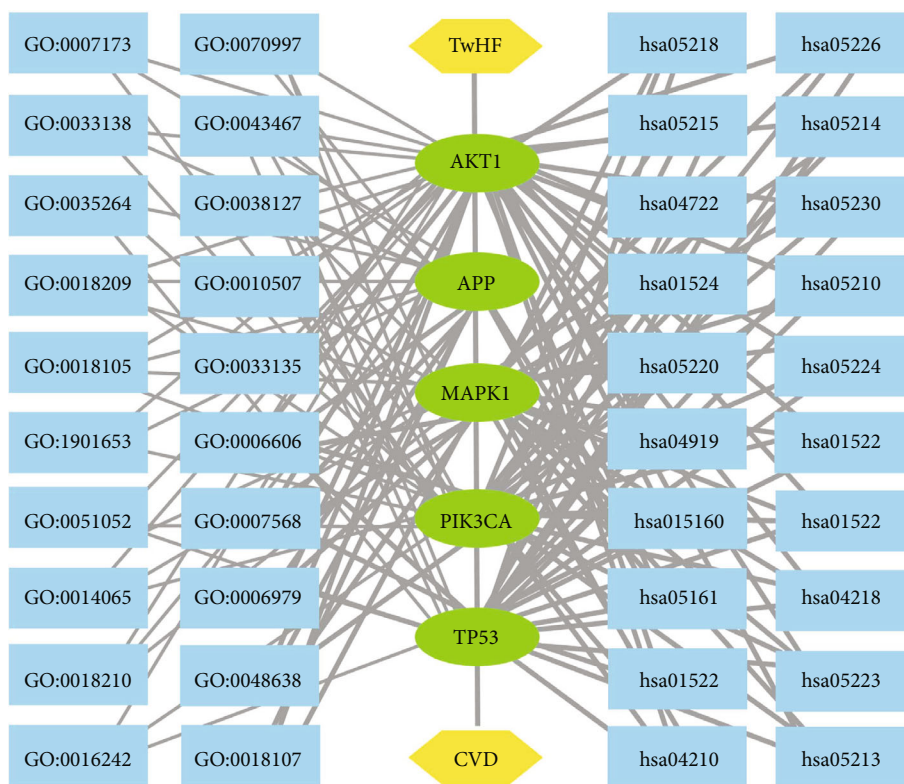 GO:0007173 GO:0070997 TwHF hsa05218 hsa05226
GO:0033138 GO:0043467 AKT1 hsa05215 hsa05214
GO:0035264 GO:0038127 hsa04722 hsa05230
GO:0018209 GO:0010507 APP hsa01524 hsa05210
GO:0018105 GO:0033135 MAPK1 hsa05220 hsa05224
GO:1901653 GO:0006606 hsa04919 hsa01522
GO:0051052 GO:0007568 PIK3CA hsa015160 hsa01522
GO:0014065 GO:0006979 hsa05161 hsa04218
GO:0018210 GO:0048638 TP53 hsa01522 hsa05223
GO:0016242 GO:0018107 CVD hsa04210 hsa05213